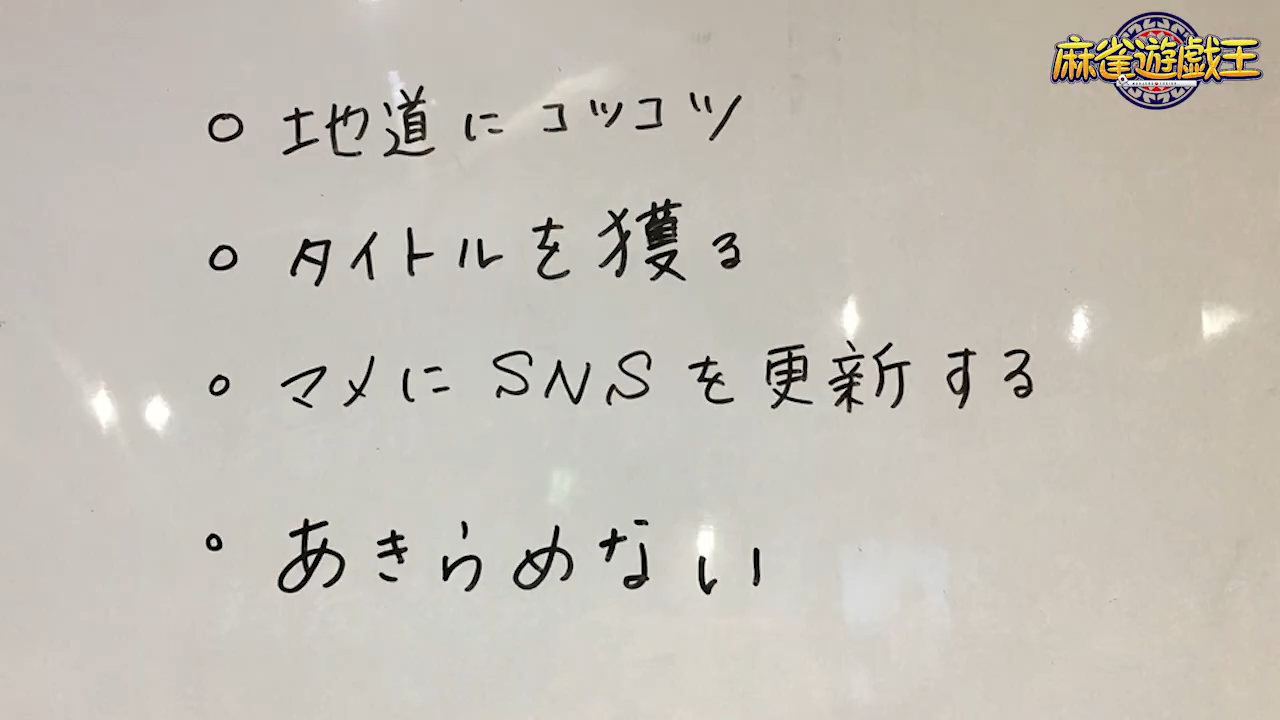 麻雀遊戯王
○ 地道にコツコツ
○ タイトルを獲る
○ マメにSNSを更新する
○ あきらめない